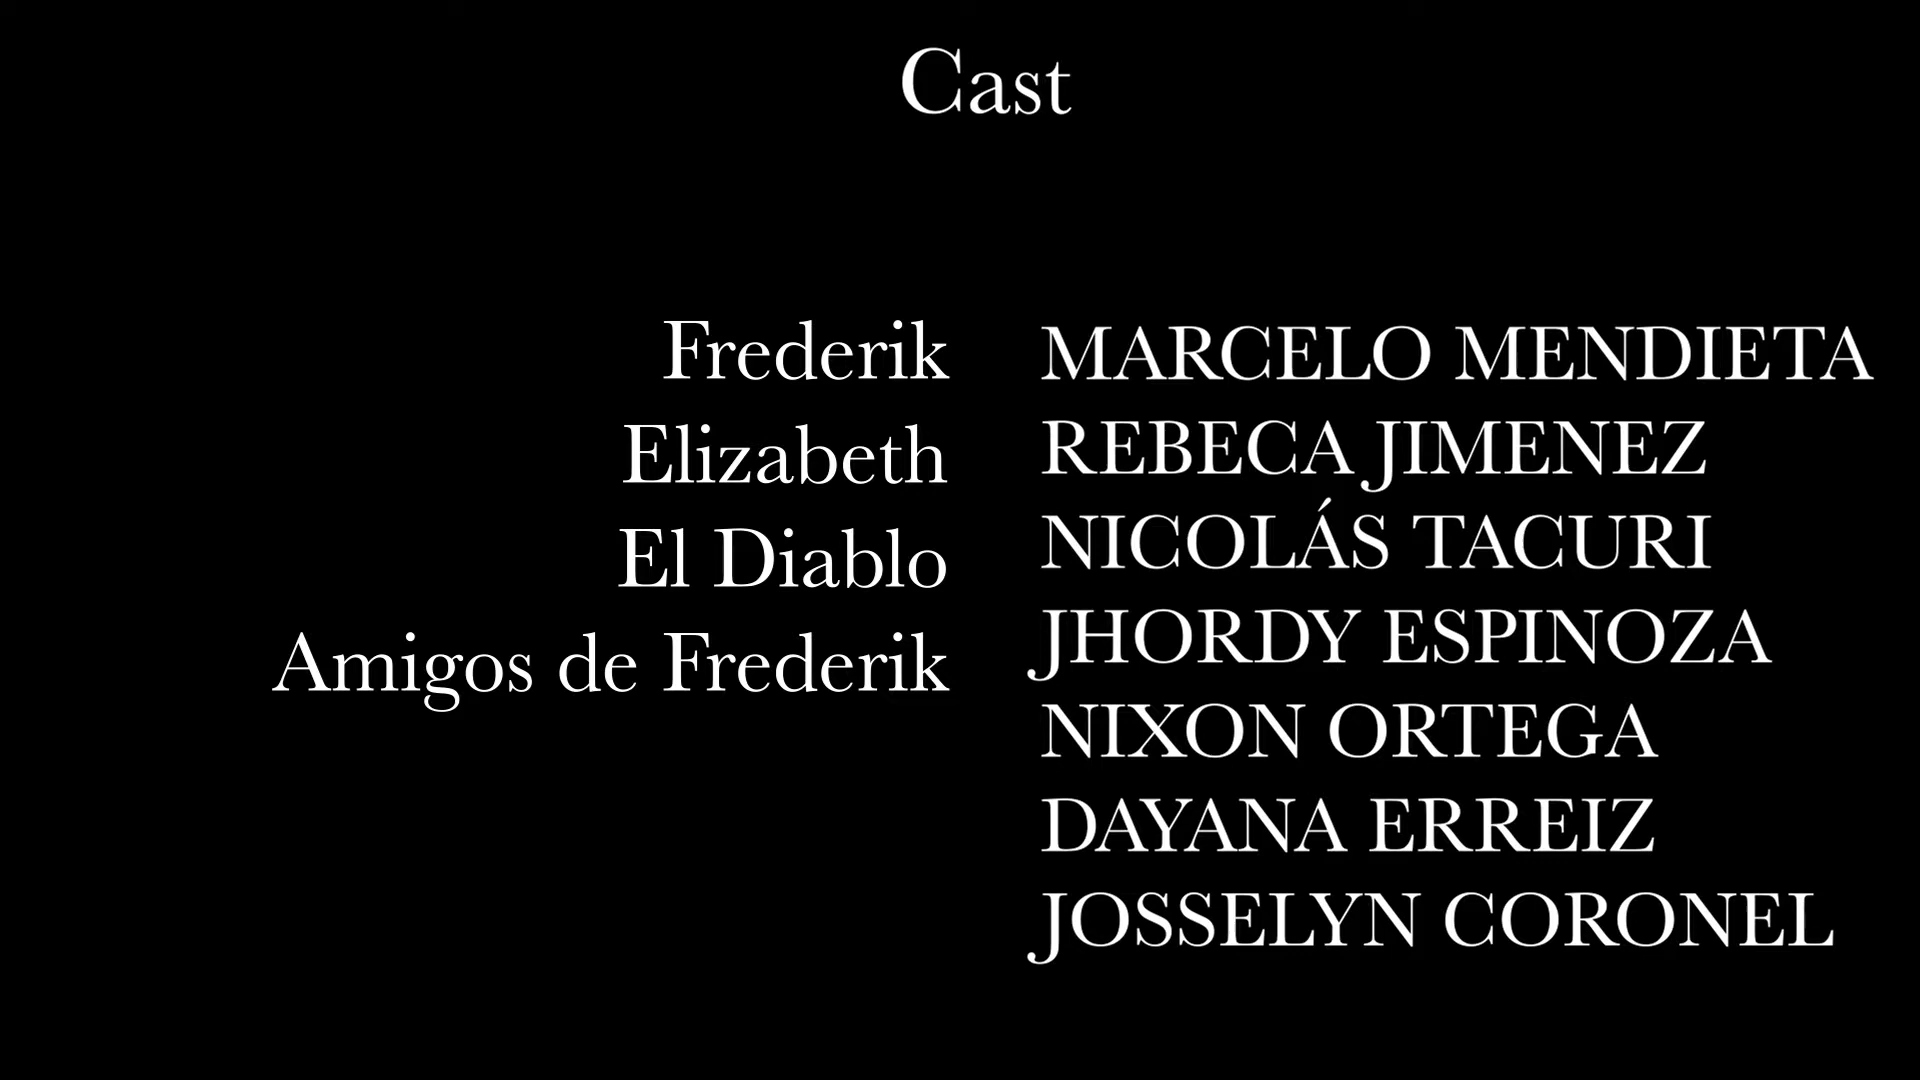 Cast
Frederik MARCELO MENDIETA
Elizabeth REBECA JIMENEZ
El Diablo NICOLÁS TACURI
Amigos de Frederik JHORDY ESPINOZA
NIXON ORTEGA
DAYANA ERREIZ
JOSSELYN CORONEL